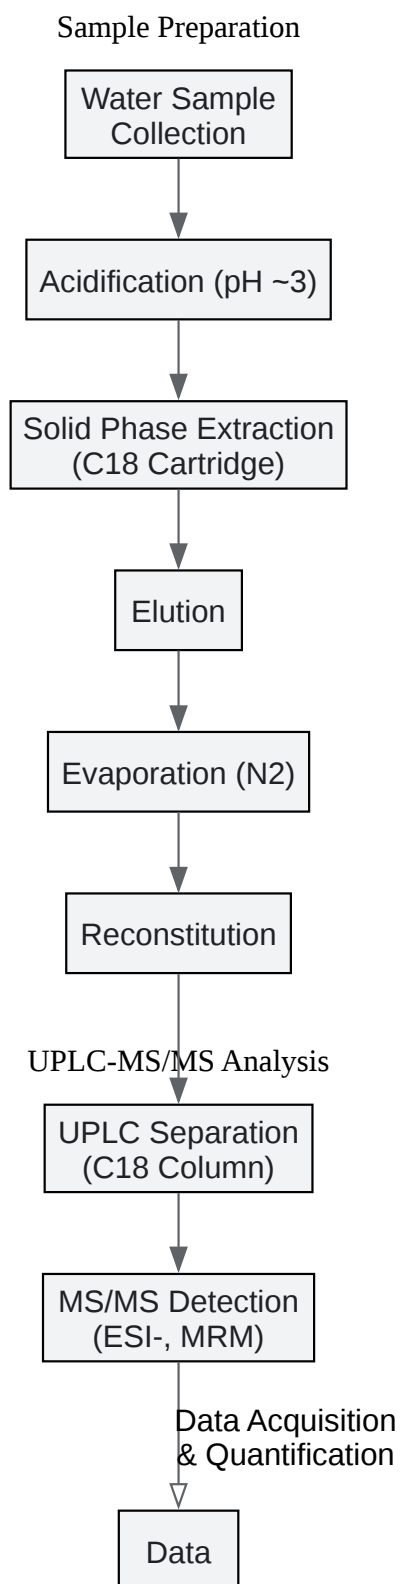 Sample Preparation
Water Sample
Collection
Acidification (pH ~3)
Solid Phase Extraction
(C18 Cartridge)
Elution
Evaporation (N2)
Reconstitution
UPLC-MS/MS Analysis
UPLC Separation
(C18 Column)
MS/MS Detection
(ESI-, MRM)
Data Acquisition
& Quantification
Data